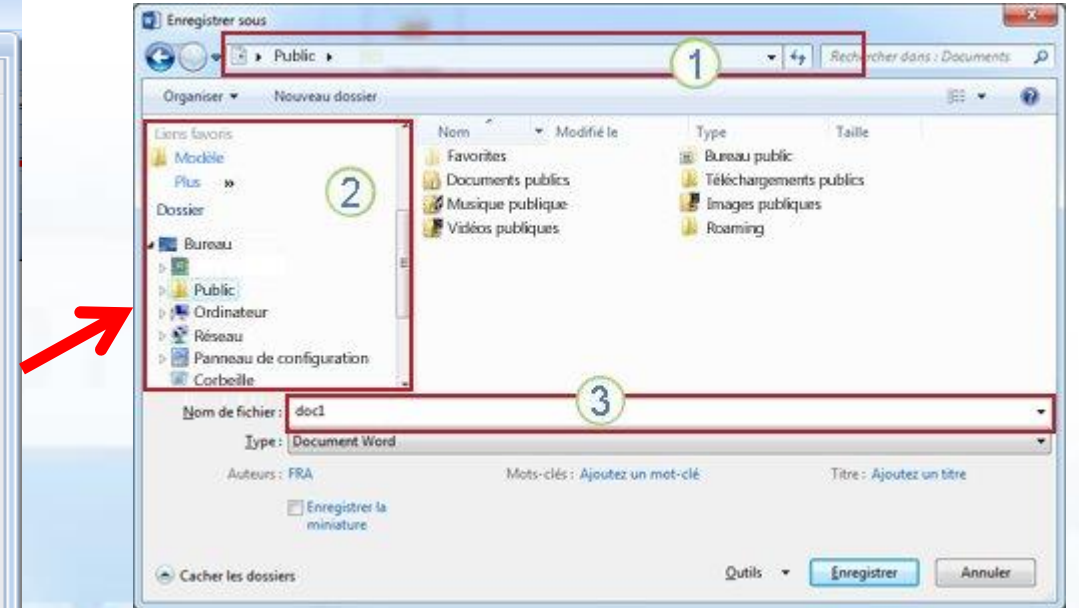 Enregistrer sous
Public
1
Rechercher dans : Documents
Organiser
Nouveau dossier
Liens favoris
Modèle
Plus »
2
Dossier
Bureau
Public
Ordinateur
Réseau
Panneau de configuration
Corbeille
Nom Modifié le Type Taille
Favorites Bureau public
Documents publics Téléchargements publics
Musique publique Images publiques
Vidéos publiques Roaming
3
Nom de fichier : doc1
Type : Document Word
Auteurs : FRA Mots-clés : Ajoutez un mot-clé Titre : Ajoutez un titre
Enregistrer la
miniature
Cacher les dossiers Outils Enregistrer Annuler